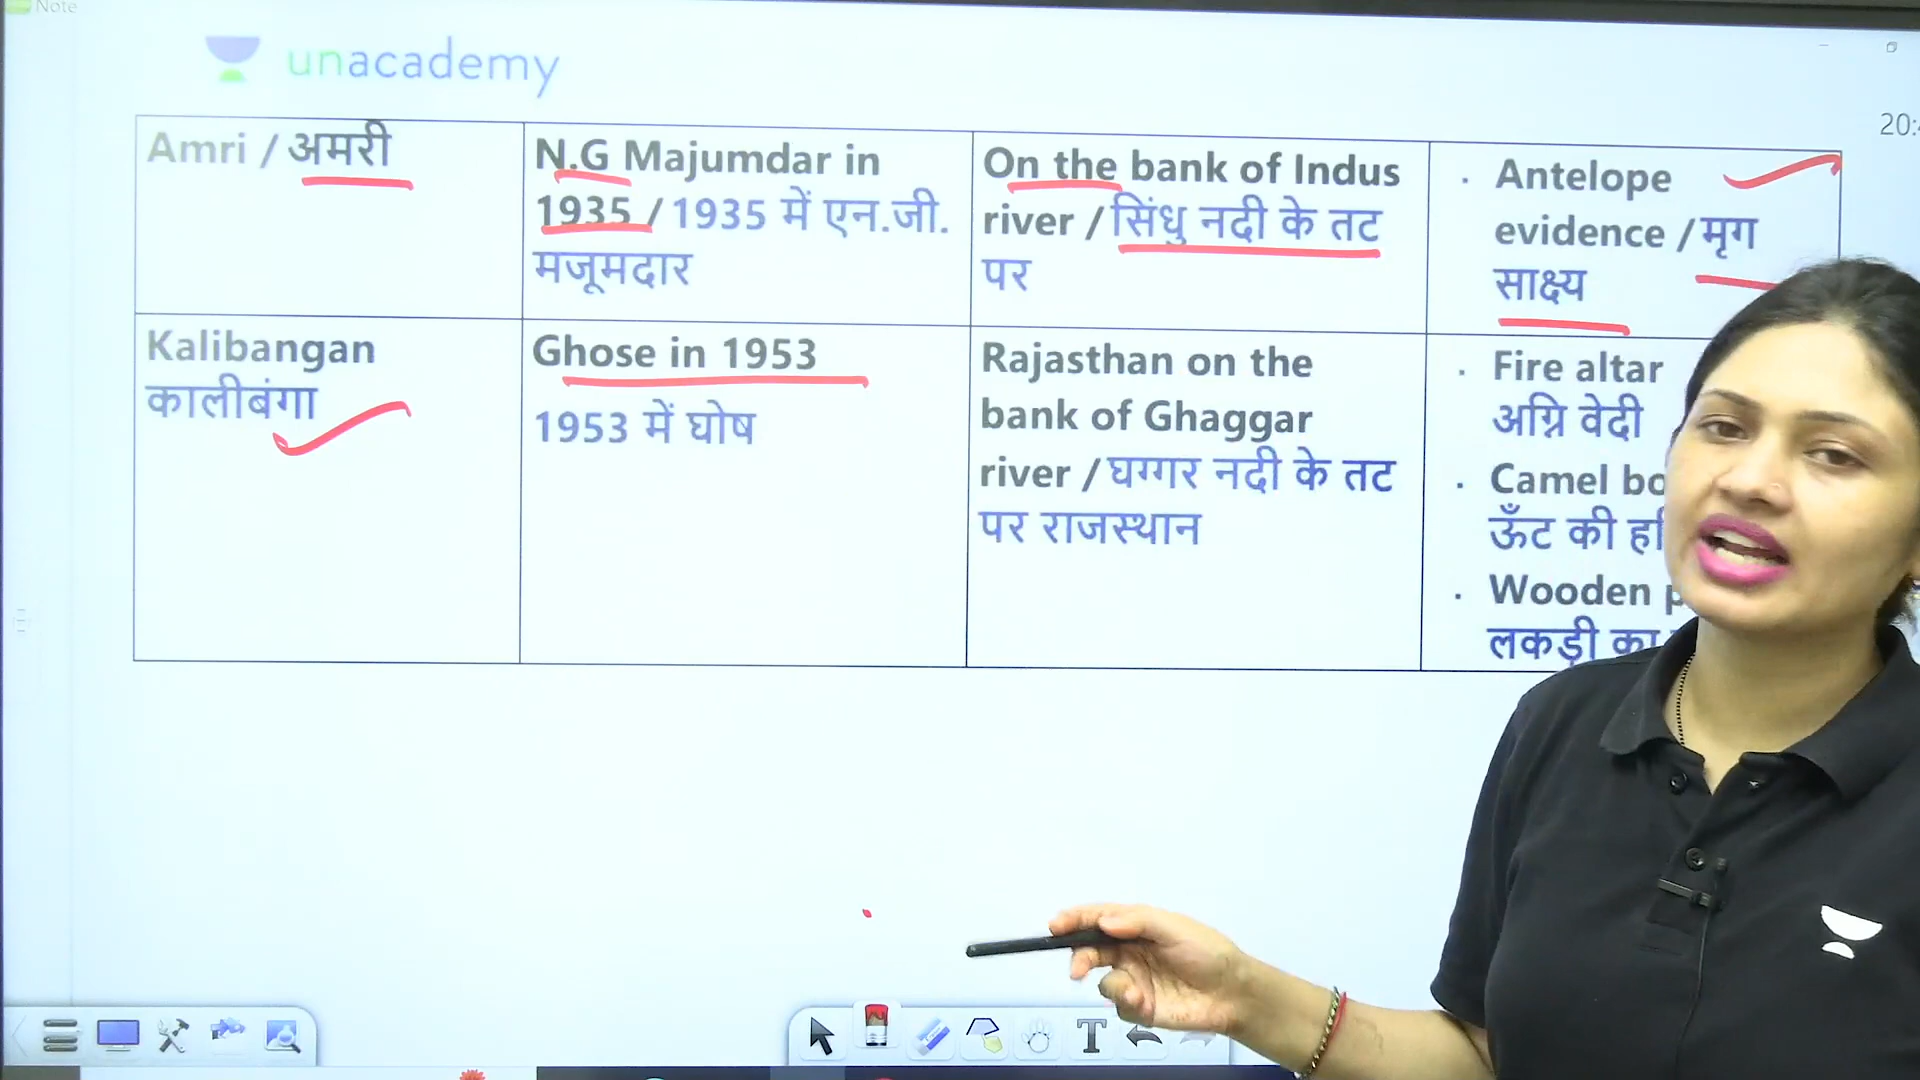 Note
unacademy
20:
Amri / अमरी
N.G Majumdar in
1935 / 1935 में एन.जी.
मजूमदार
On the bank of Indus
river / सिंधु नदी के तट
पर
· Antelope
evidence / मृग
साक्ष्य
Kalibangan
कालीबंगा
Ghose in 1953
1953 में घोष
Rajasthan on the
bank of Ghaggar
river / घग्गर नदी के तट
पर राजस्थान
· Fire altar
अग्नि वेदी
· Camel
ऊँट की
· Wooden
लकड़ी का
T